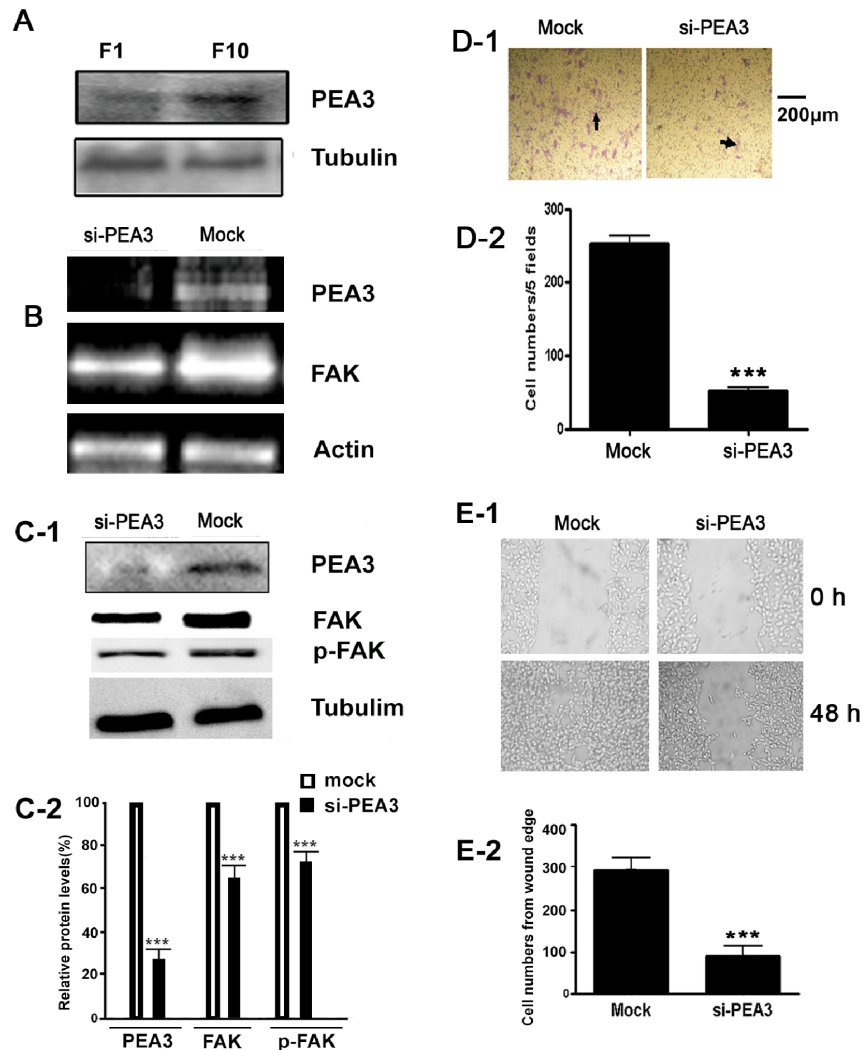 A
F1 F10
PEA3
Tubulin
B
si-PEA3 Mock
PEA3
FAK
Actin
C-1
si-PEA3 Mock
PEA3
FAK
p-FAK
Tubulim
C-2
mock
si-PEA3
Relative protein levels(%)
100
80
60
40
20
0
***
***
***
PEA3 FAK p-FAK
D-1
Mock si-PEA3
200μm
D-2
Cell numbers/5 fields
300
200
100
0
***
Mock si-PEA3
E-1
Mock si-PEA3
0 h
48 h
E-2
Cell numbers from wound edge
400
300
200
100
0
***
Mock si-PEA3